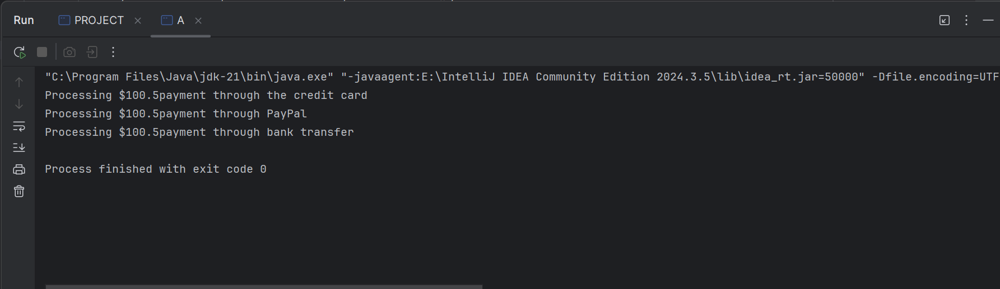 Run PROJECT A
"C:\Program Files\Java\jdk-21\bin\java.exe" "-javaagent:E:\IntelliJ IDEA Community Edition 2024.3.5\lib\idea_rt.jar=50000" -Dfile.encoding=UTF
Processing $100.5payment through the credit card
Processing $100.5payment through PayPal
Processing $100.5payment through bank transfer
Process finished with exit code 0